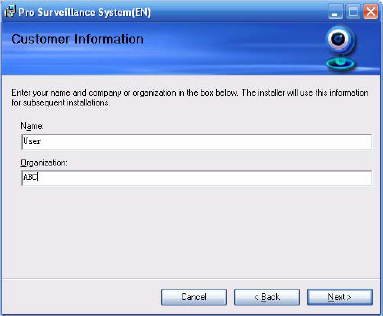 Pro Surveillance System(EN)
Customer Information
Enter your name and company or organization in the box below. The installer will use this information
for subsequent installations.
Name:
User
Organization:
ABC
Cancel
< Back
Next >